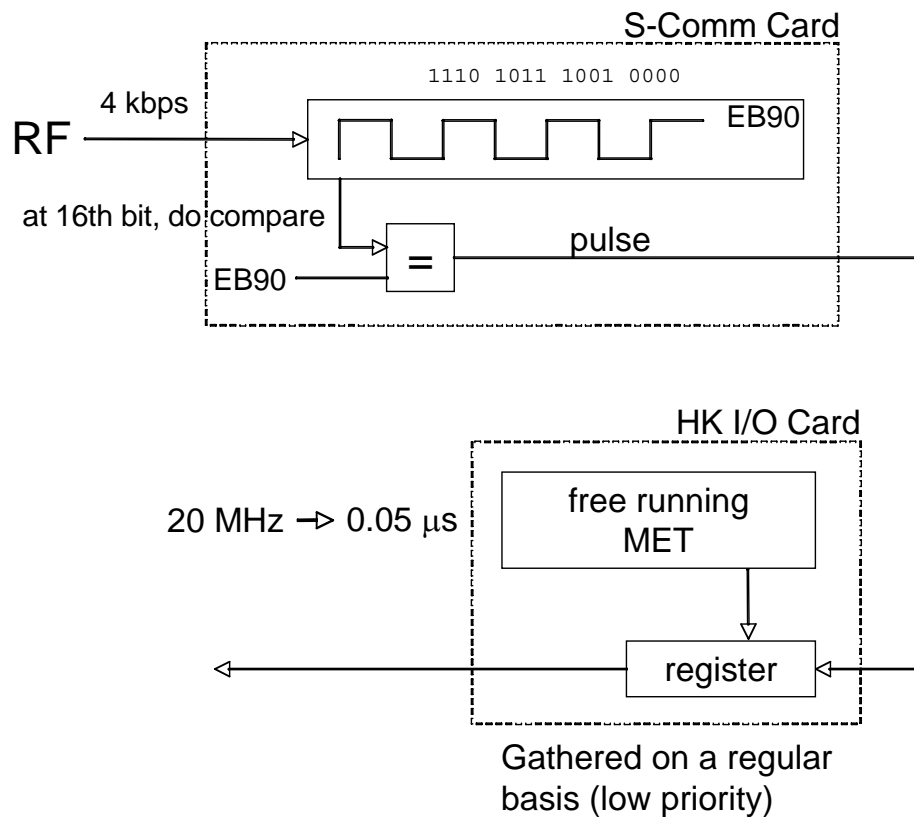 S-Comm Card
1110 1011 1001 0000
4 kbps
EB90
RF
at 16th bit, do compare
=
pulse
EB90
HK I/O Card
free running
MET
20 MHz → 0.05 μs
register
Gathered on a regular
basis (low priority)